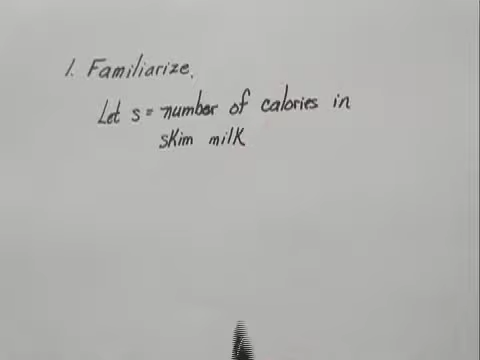 1. Familiarize.
Let s = number of calories in
skim milk